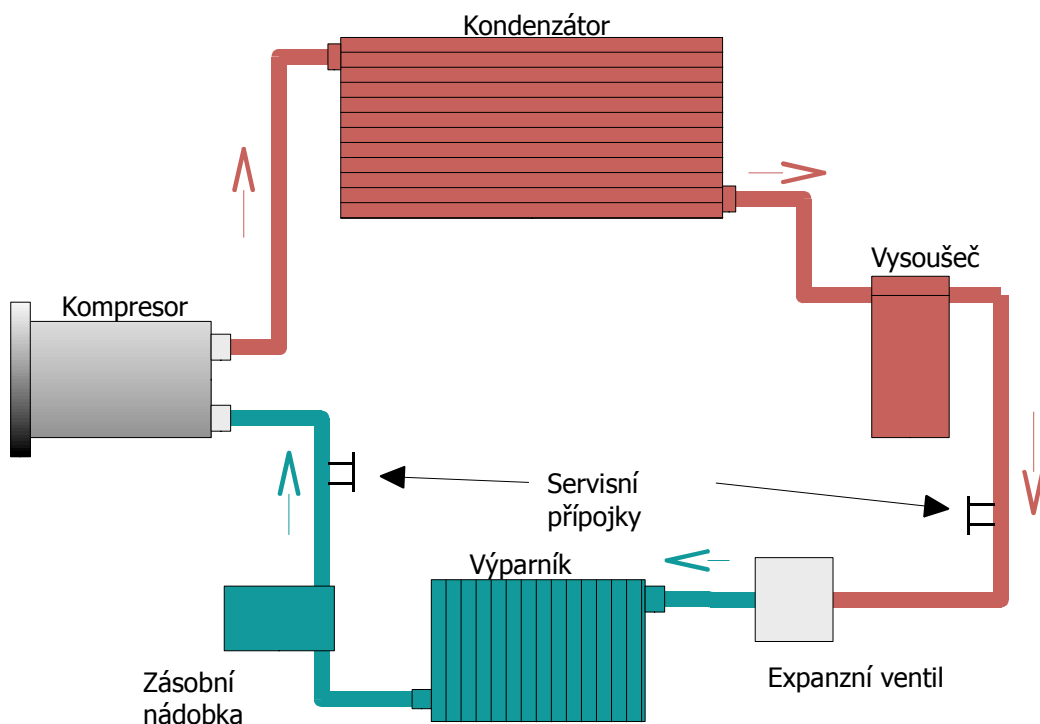 Kondenzátor
Vysoušeč
Kompresor
Servisní
přípojky
Výparník
Expanzní ventil
Zásobní
nádobka